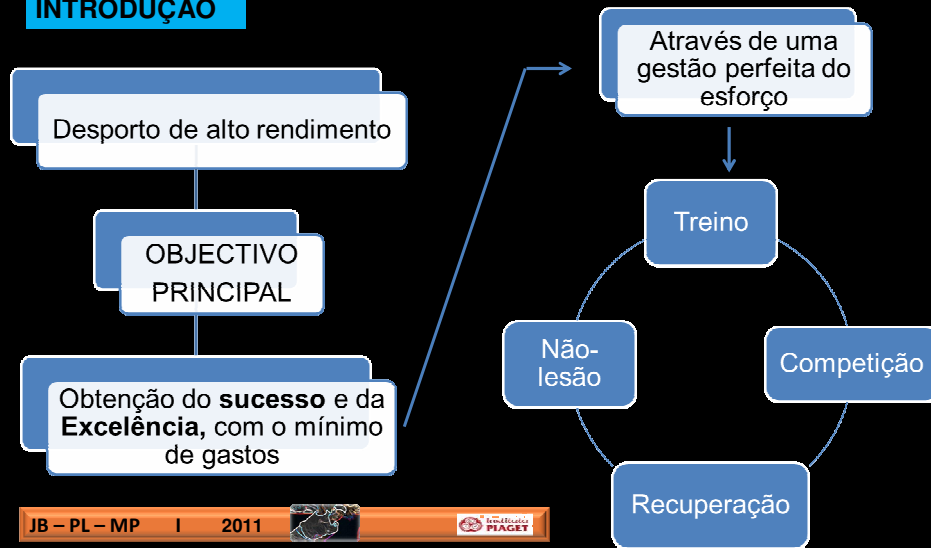 INTRODUÇÃO
Desporto de alto rendimento
OBJECTIVO
PRINCIPAL
Obtenção do sucesso e da
Excelência, com o mínimo
de gastos
Através de uma
gestão perfeita do
esforço
Treino
Competição
Recuperação
Não-
lesão
JB – PL – MP I 2011
PIAGET